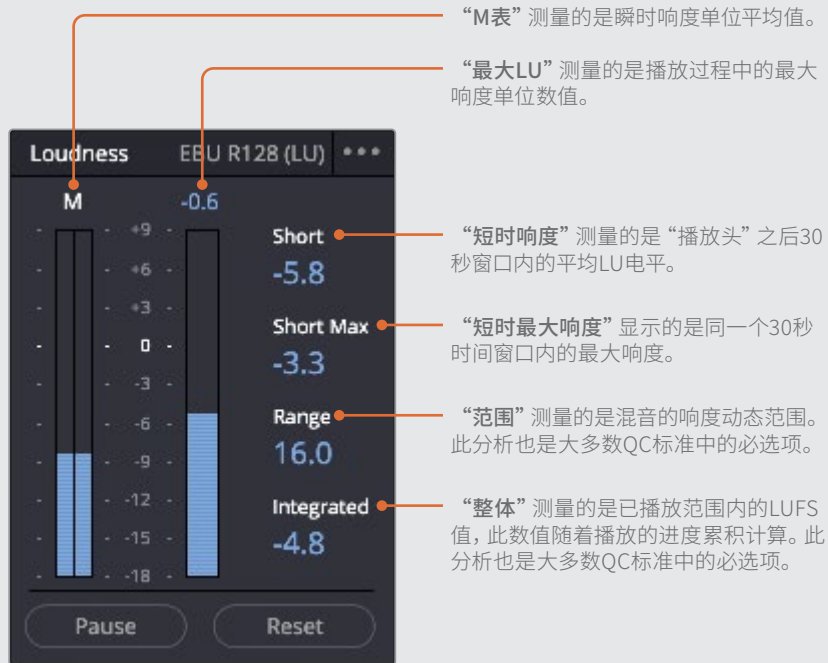 “M表” 测量的是瞬时响度单位平均值。
“最大LU” 测量的是播放过程中的最大
响度单位数值。
Loudness EBU R128 (LU) •••
M -0.6
- - +9 -
- - +6 -
- - +3 -
- - 0 -
- - -3 -
- - -6 -
- - -9 -
- - -12 -
- - -15 -
- - -18 -
Short
-5.8
Short Max
-3.3
Range
16.0
Integrated
-4.8
Pause Reset
“短时响度” 测量的是 “播放头” 之后30
秒窗口内的平均LU电平。
“短时最大响度” 显示的是同一个30秒
时间窗口内的最大响度。
“范围” 测量的是混音的响度动态范围。
此分析也是大多数QC标准中的必选项。
“整体” 测量的是已播放范围内的LUFS
值，此数值随着播放的进度累积计算。此
分析也是大多数QC标准中的必选项。